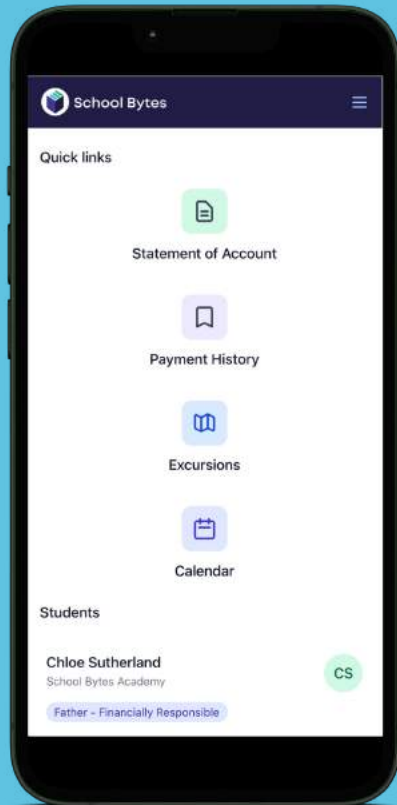 School Bytes
Quick links
Statement of Account
Payment History
Excursions
Calendar
Students
Chloe Sutherland
School Bytes Academy
CS
Father - Financially Responsible